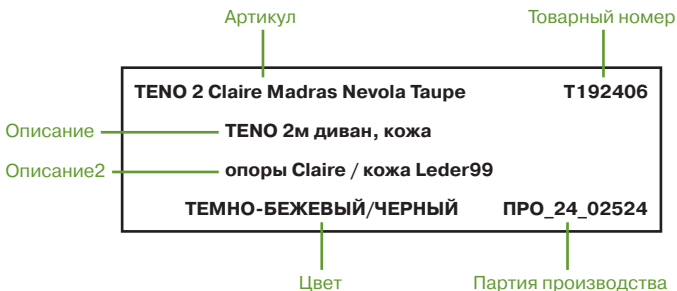 Артикул Товарный номер
TENO 2 Claire Madras Nevola Taupe T192406
Описание TENO 2м диван, кожа
Описание2 опоры Claire / кожа Leder99
ТЕМНО-БЕЖЕВЫЙ/ЧЕРНЫЙ ПРО_24_02524
Цвет Партия производства